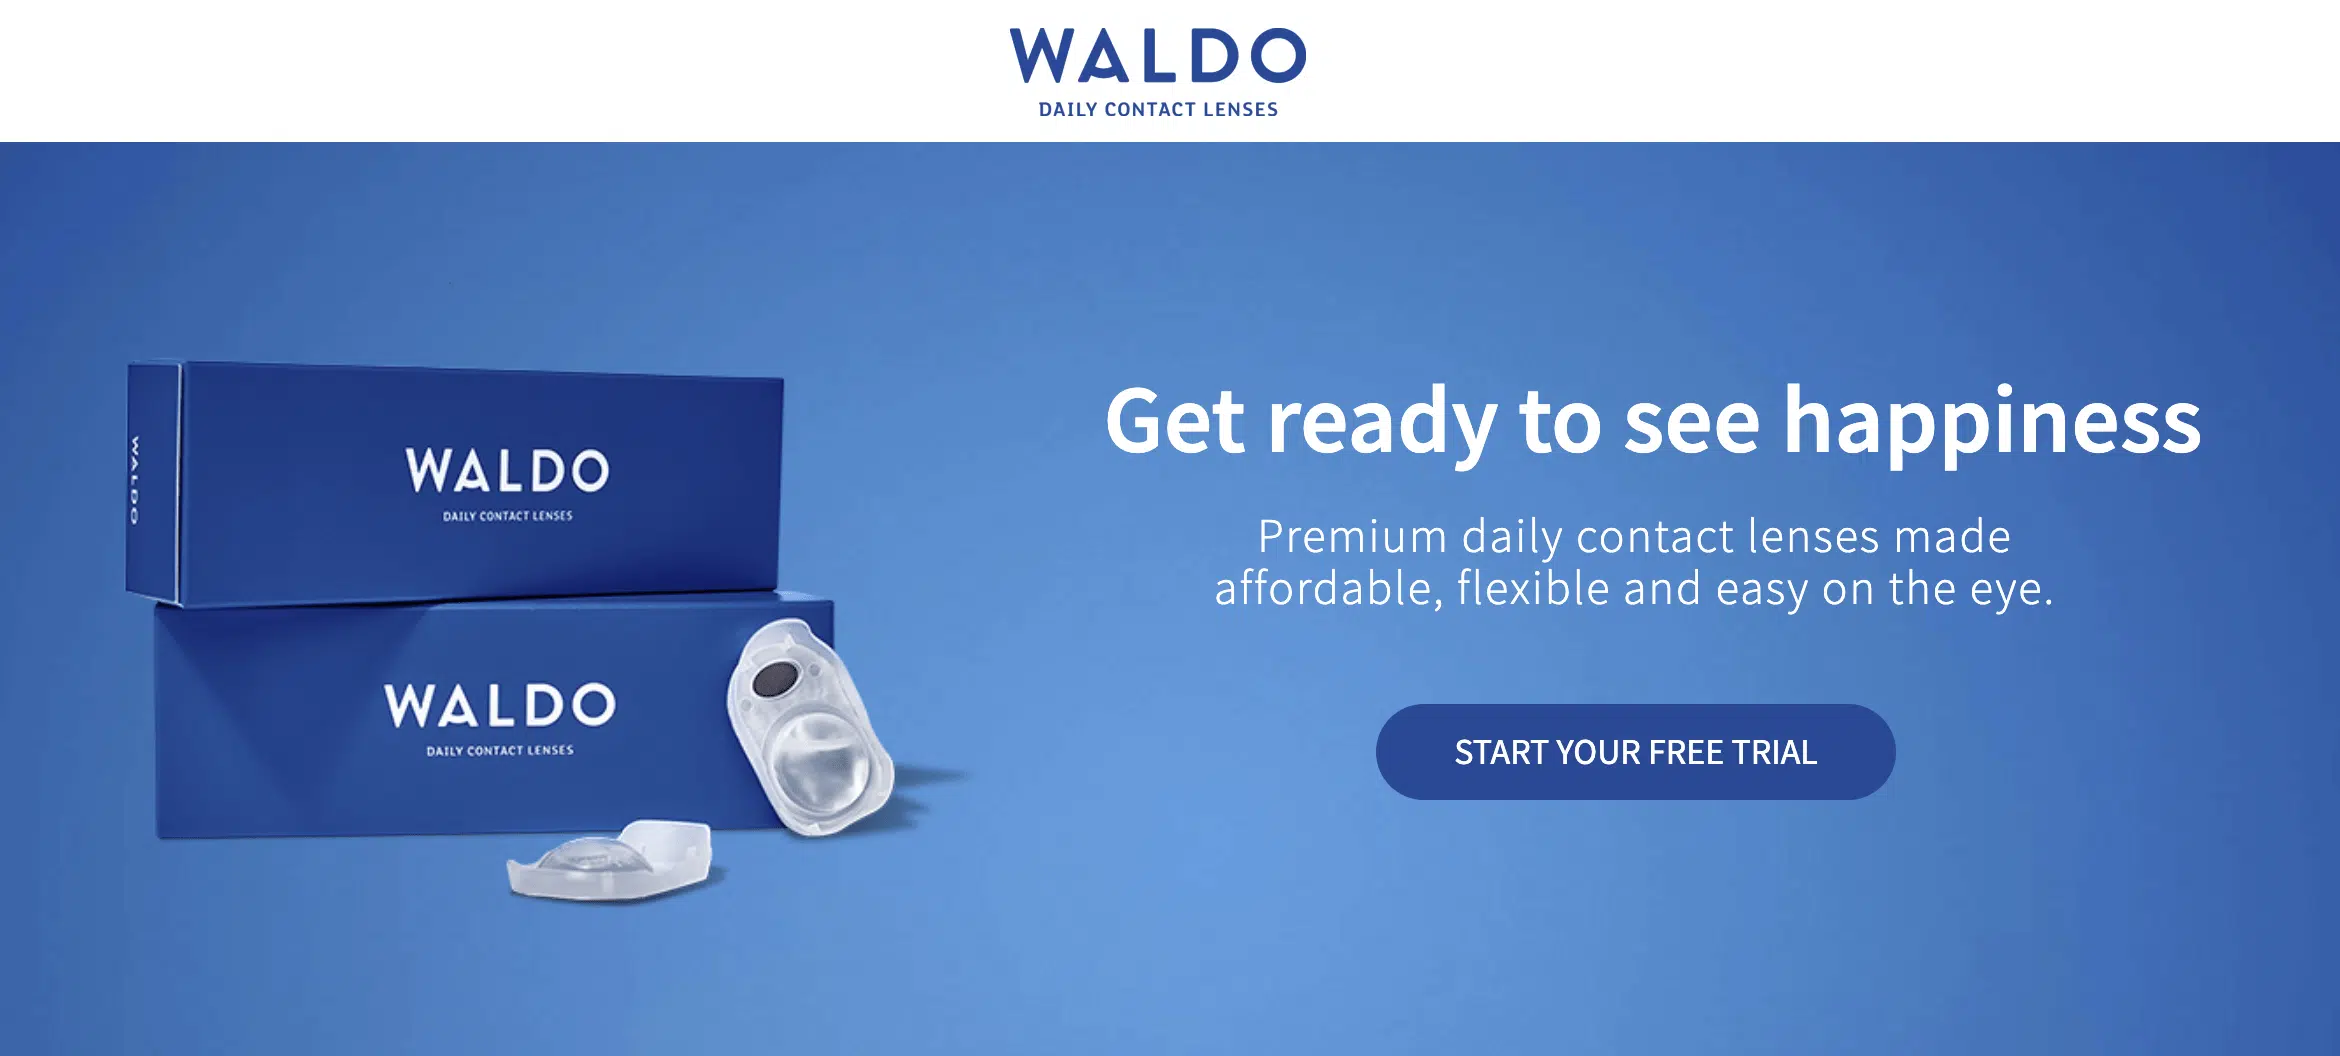 WALDO
DAILY CONTACT LENSES
WALDO
WALDO
DAILY CONTACT LENSES
WALDO
DAILY CONTACT LENSES
Get ready to see happiness
Premium daily contact lenses made
affordable, flexible and easy on the eye.
START YOUR FREE TRIAL